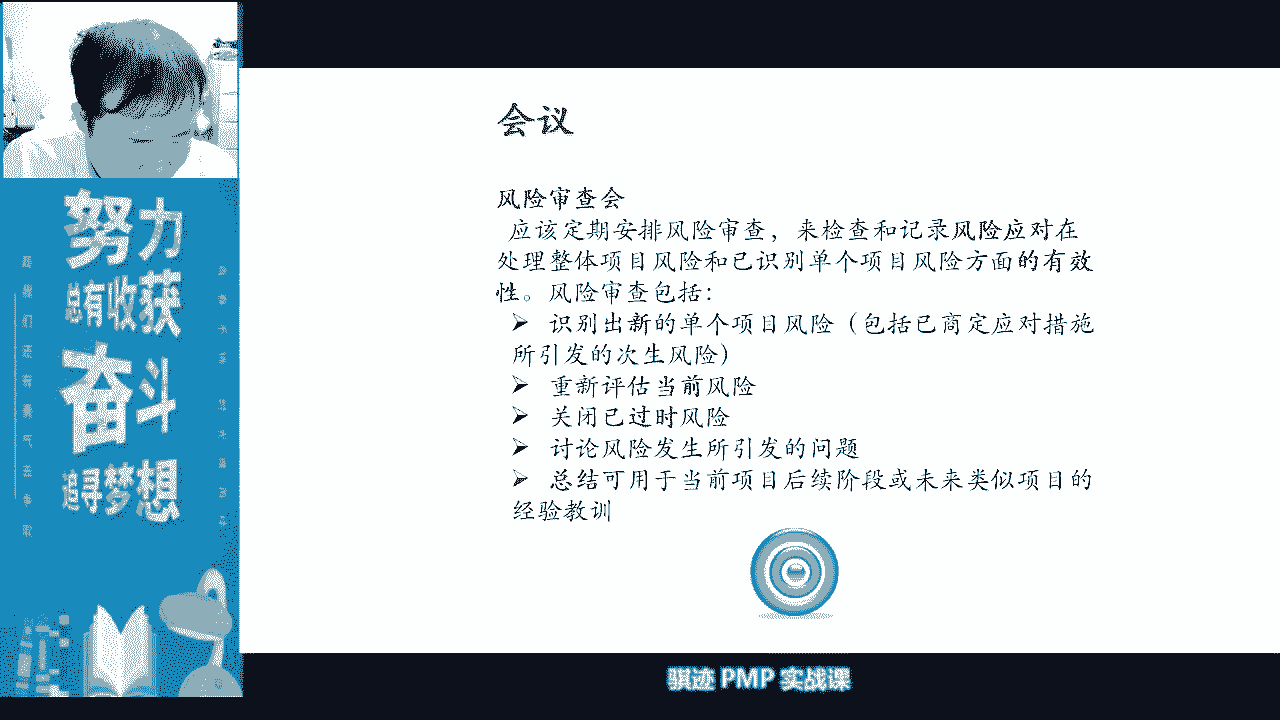 努力
总有收获
奋斗
追寻梦想
会议
风险审查会
应该定期安排风险审查，来检查和记录风险应对在
处理整体项目风险和已识别单个项目风险方面的有效
性。风险审查包括：
➢ 识别出新的单个项目风险（包括已商定应对措施
所引发的次生风险）
➢ 重新评估当前风险
➢ 关闭已过时风险
➢ 讨论风险发生所引发的问题
➢ 总结可用于当前项目后续阶段或未来类似项目的
经验教训
骐迹 PMP 实战课